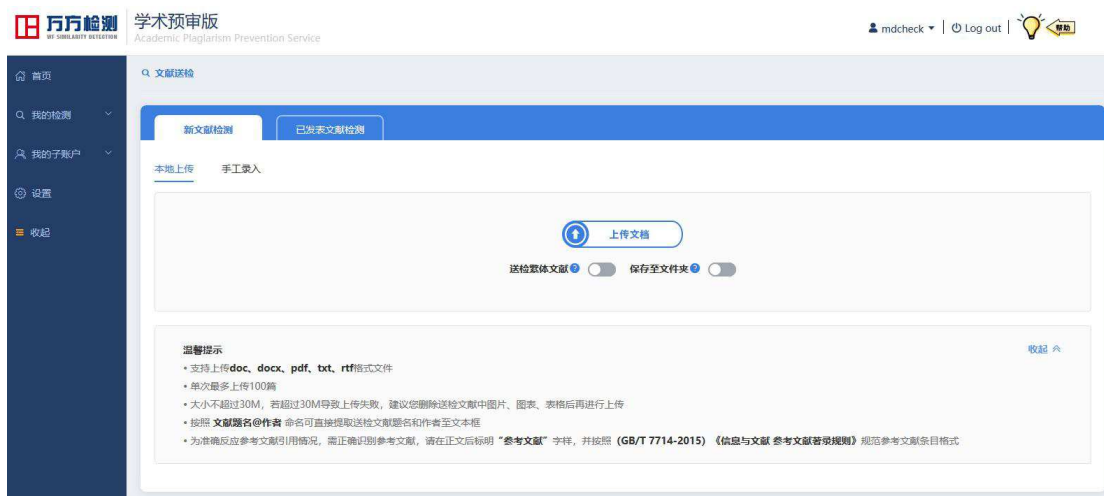 万方检测
WF SIMILARITY DETECTION
学术预审版
Academic Plagiarism Prevention Service
mdcheck
Log out
帮助
首页
我的检测
我的子账户
设置
收起
文献送检
新文献检测
已发表文献检测
本地上传
手工录入
上传文档
送检繁体文献
保存至文件夹
温馨提示
收起
• 支持上传doc、docx、pdf、txt、rtf格式文件
• 单次最多上传100篇
• 大小不超过30M，若超过30M导致上传失败，建议您删除送检文献中图片、图表、表格后再进行上传
• 按照 文献题名@作者 命名可直接提取送检文献题名和作者至文本框
• 为准确反应参考文献引用情况，需正确识别参考文献，请在正文后标明 “参考文献” 字样，并按照 (GB/T 7714-2015) 《信息与文献 参考文献著录规则》 规范参考文献条目格式